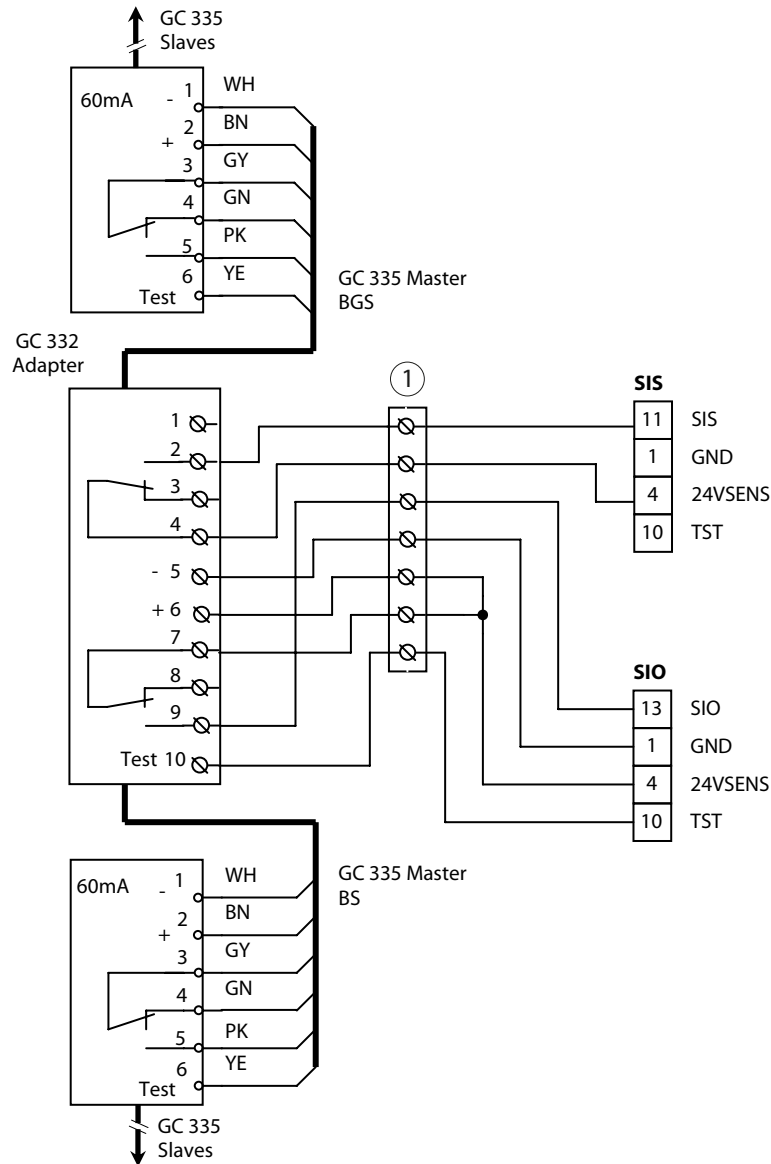 GC 335
Slaves
60mA
- 1
WH
+ 2
BN
3
GY
4
GN
5
PK
6
YE
Test
GC 335 Master
BGS
GC 332
Adapter
1
2
3
4
- 5
+ 6
7
8
9
Test 10
1
SIS
11 SIS
1 GND
4 24VSENS
10 TST
SIO
13 SIO
1 GND
4 24VSENS
10 TST
60mA
- 1
WH
+ 2
BN
3
GY
4
GN
5
PK
6
YE
Test
GC 335 Master
BS
GC 335
Slaves